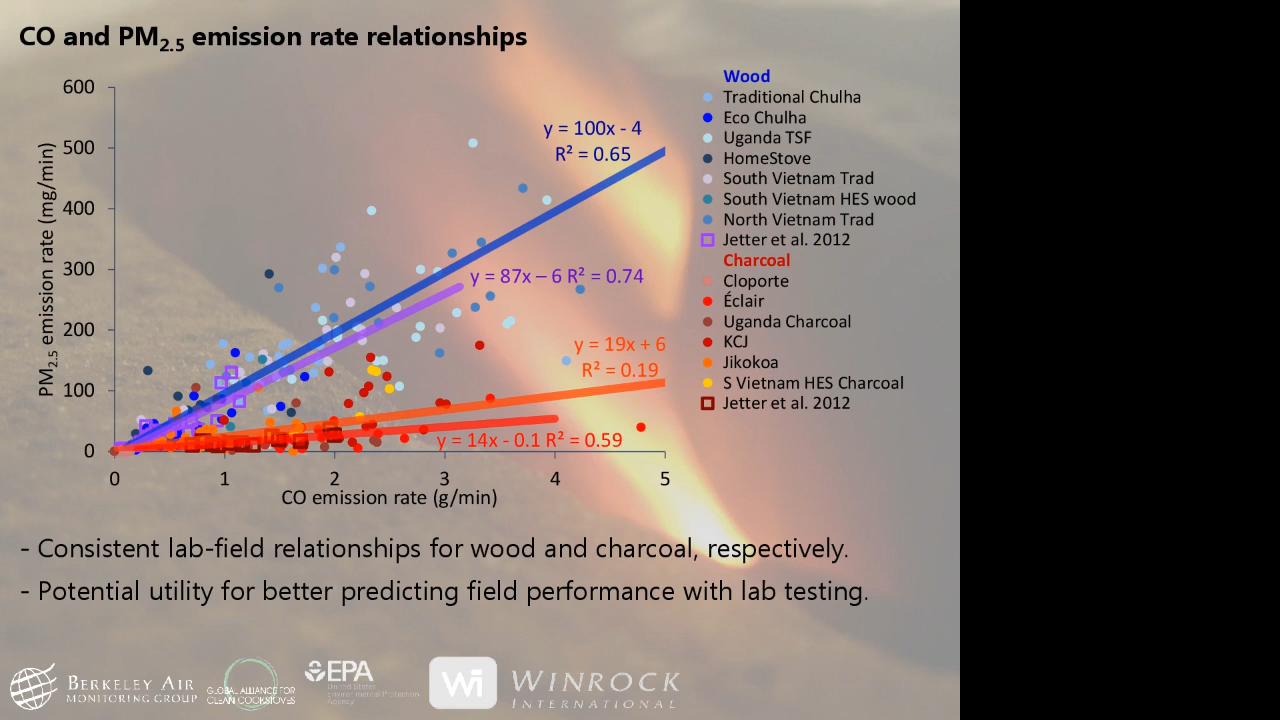 CO and PM2.5 emission rate relationships
PM2.5 emission rate (mg/min)
600
500
400
300
200
100
0
0 1 2 3 4 5
CO emission rate (g/min)
y = 100x - 4
R² = 0.65
y = 87x – 6 R² = 0.74
y = 19x + 6
R² = 0.19
y = 14x - 0.1 R² = 0.59
Wood
Traditional Chulha
Eco Chulha
Uganda TSF
HomeStove
South Vietnam Trad
South Vietnam HES wood
North Vietnam Trad
Jetter et al. 2012
Charcoal
Cloporte
Éclair
Uganda Charcoal
KCJ
Jikokoa
S Vietnam HES Charcoal
Jetter et al. 2012
- Consistent lab-field relationships for wood and charcoal, respectively.
- Potential utility for better predicting field performance with lab testing.
BERKELEY AIR
MONITORING GROUP
GLOBAL ALLIANCE FOR
CLEAN COOKSTOVES
EPA
United States
Environmental Protection
Agency
Wi
WINROCK
INTERNATIONAL